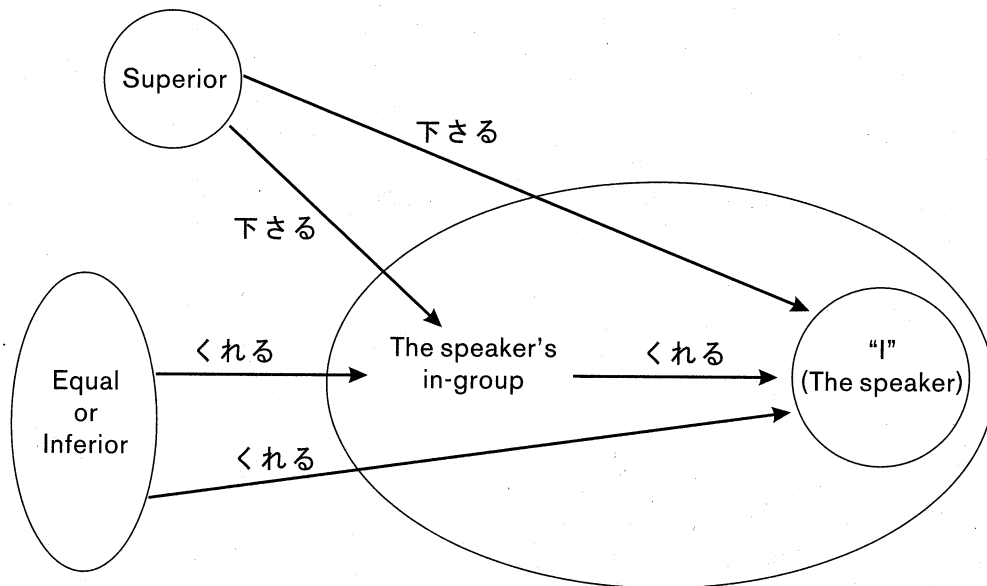 Superior
下さる
下さる
くれる
The speaker's
in-group
くれる
“I”
(The speaker)
Equal
or
Inferior
くれる